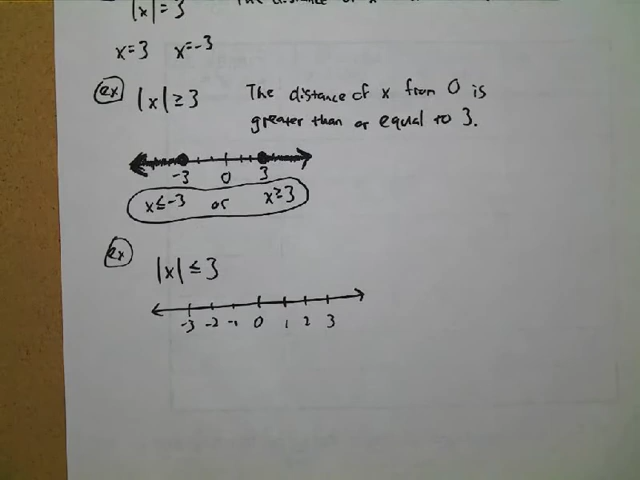 |x| = 3
x=3 x=-3
ex |x| ≥ 3 The distance of x from 0 is
greater than or equal to 3.
-3 0 3
x ≤ -3 or x ≥ 3
ex
|x| ≤ 3
-3 -2 -1 0 1 2 3